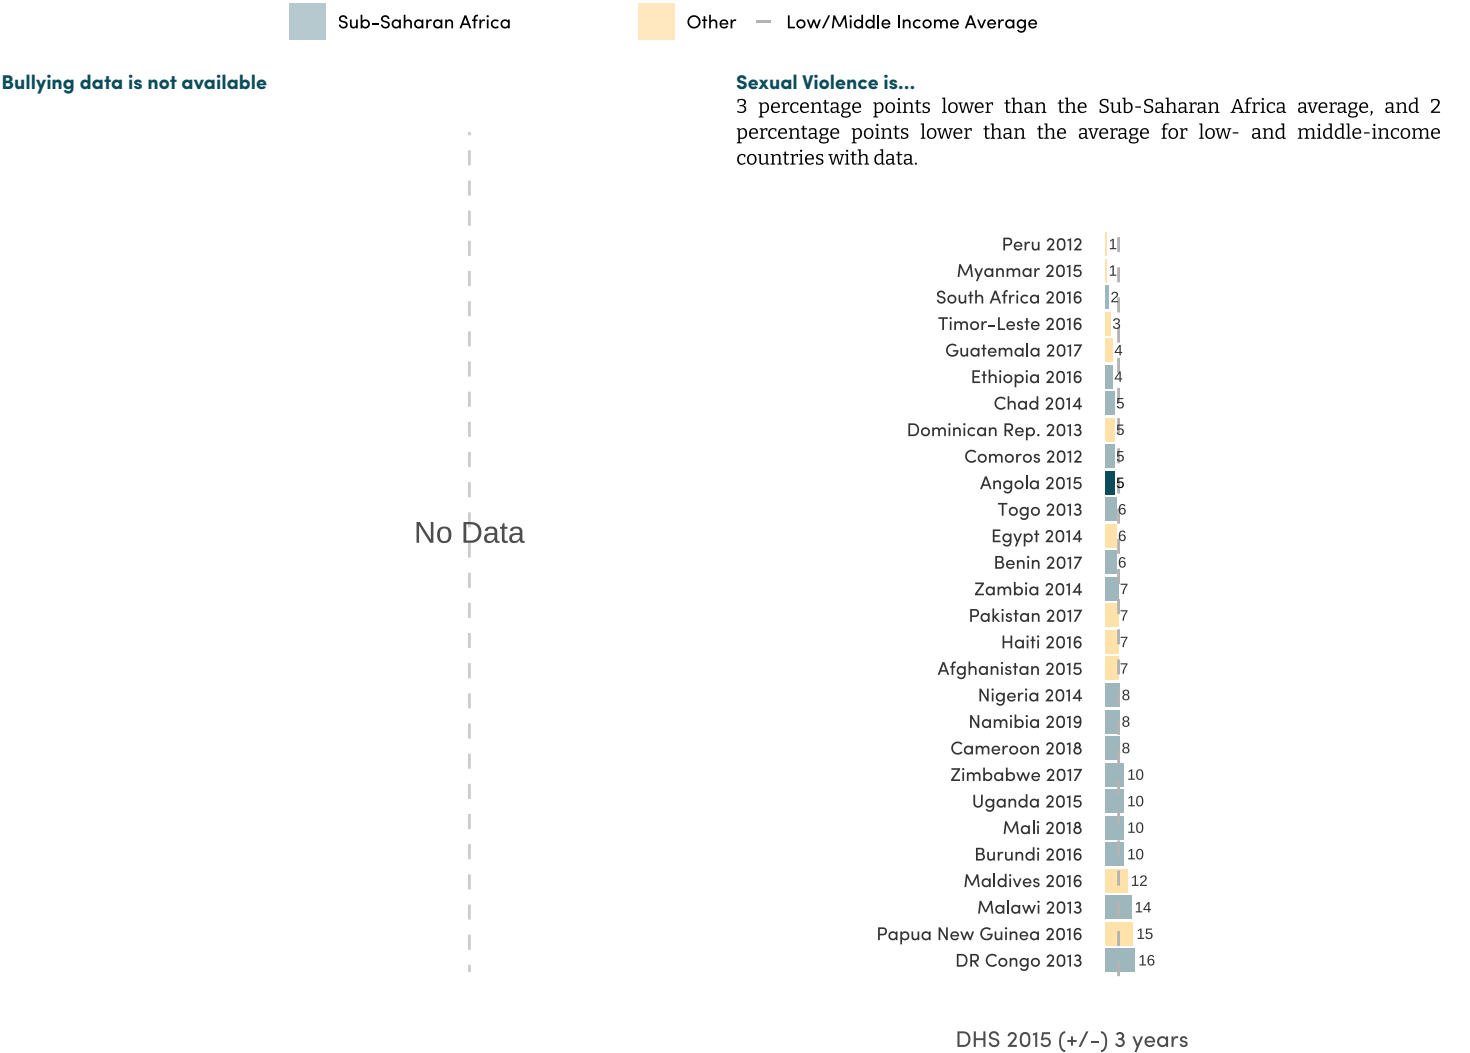 Sub-Saharan Africa
Other
Low/Middle Income Average
Bullying data is not available
No Data
Sexual Violence is...
3 percentage points lower than the Sub-Saharan Africa average, and 2
percentage points lower than the average for low- and middle-income
countries with data.
Peru 2012 1
Myanmar 2015 1
South Africa 2016 2
Timor-Leste 2016 3
Guatemala 2017 4
Ethiopia 2016 4
Chad 2014 5
Dominican Rep. 2013 5
Comoros 2012 5
Angola 2015 5
Togo 2013 6
Egypt 2014 6
Benin 2017 6
Zambia 2014 7
Pakistan 2017 7
Haiti 2016 7
Afghanistan 2015 7
Nigeria 2014 8
Namibia 2019 8
Cameroon 2018 8
Zimbabwe 2017 10
Uganda 2015 10
Mali 2018 10
Burundi 2016 10
Maldives 2016 12
Malawi 2013 14
Papua New Guinea 2016 15
DR Congo 2013 16
DHS 2015 (+/-) 3 years